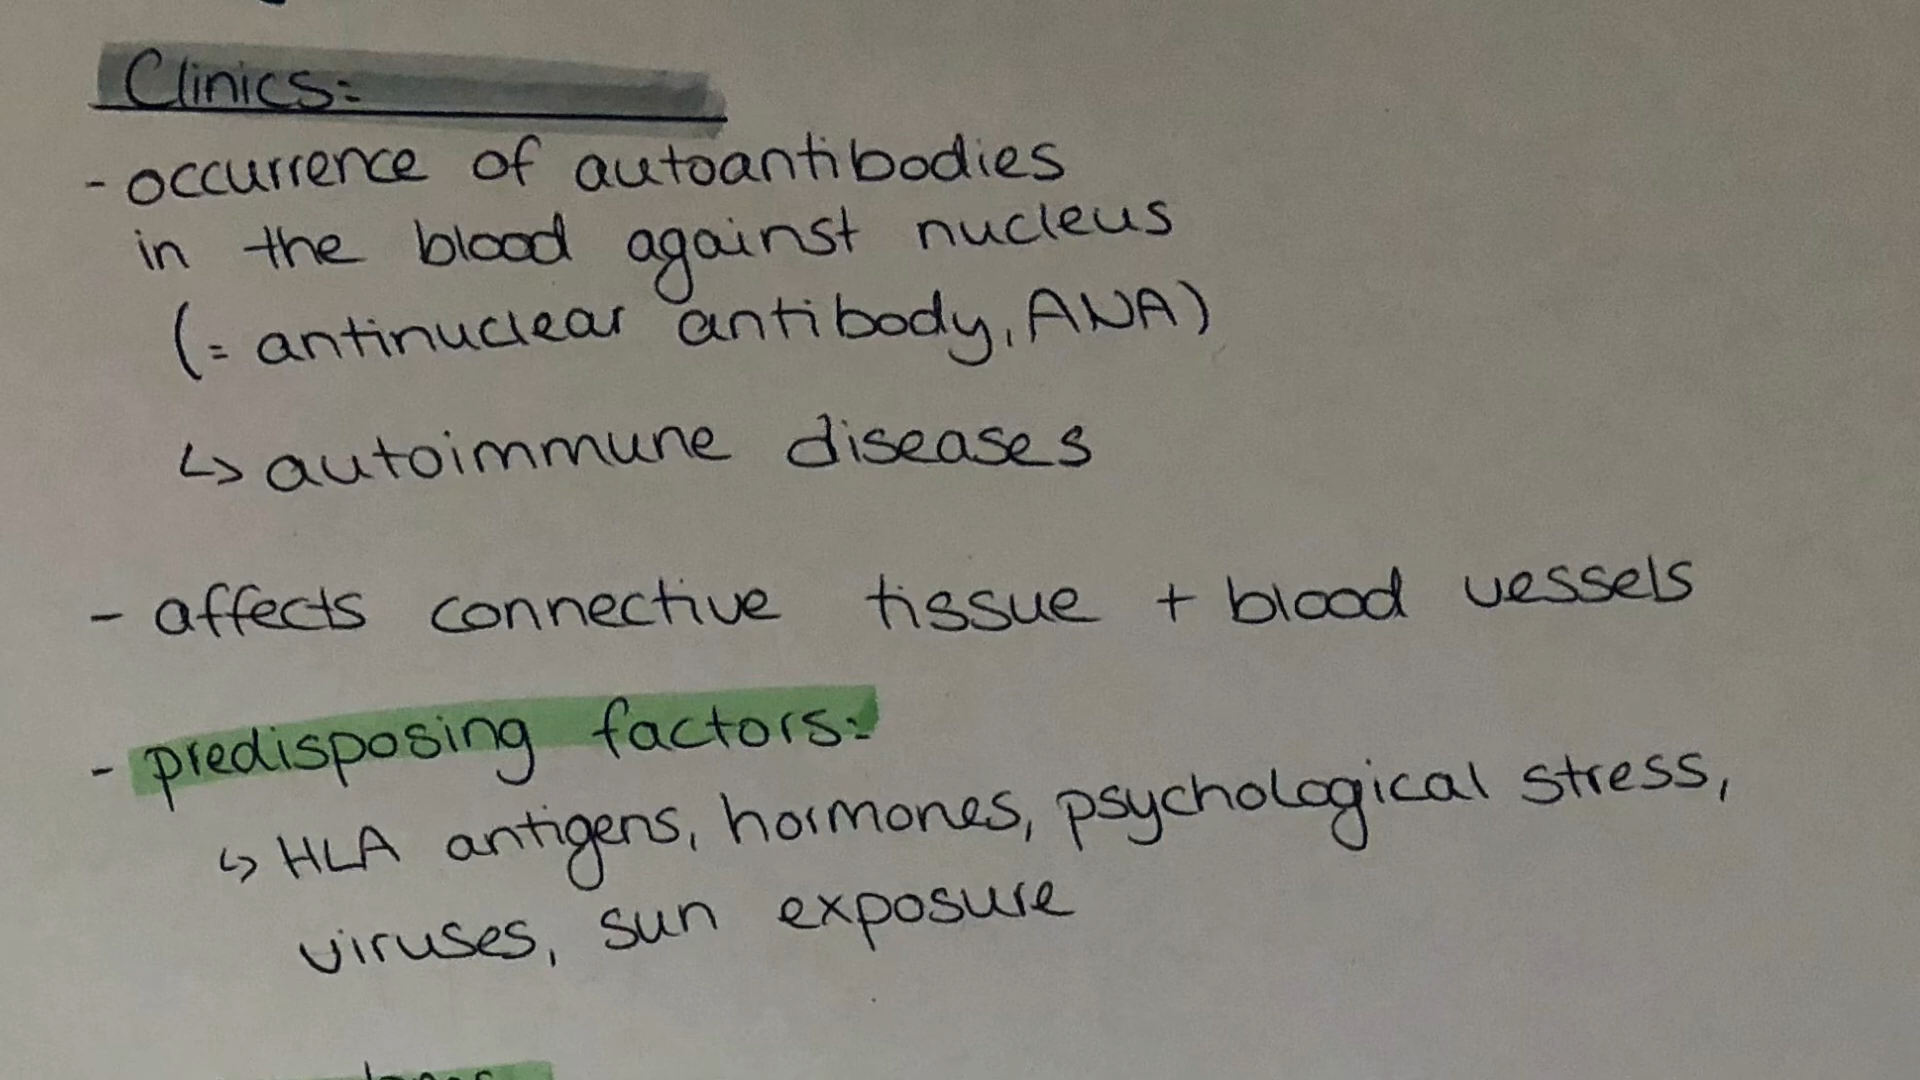 Clinics:
- occurrence of autoantibodies
in the blood against nucleus
(= antinuclear antibody, ANA)
↳ autoimmune diseases
- affects connective tissue + blood vessels
- predisposing factors:
↳ HLA antigens, hormones, psychological stress,
viruses, sun exposure